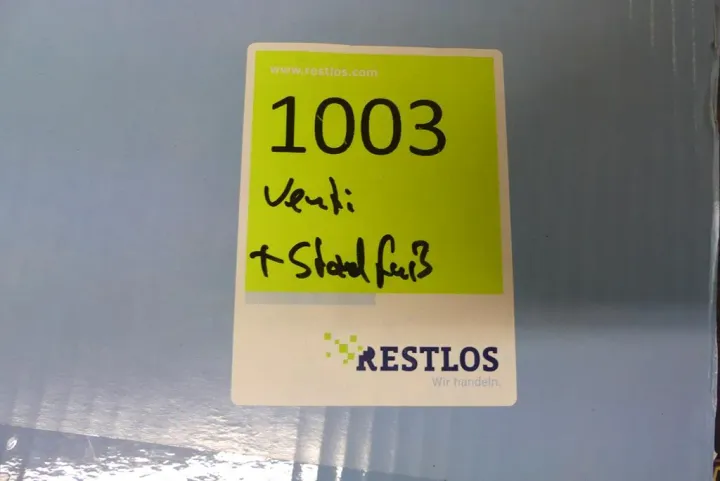 www.restlos.com
1003
Venti
+ Standfuß
RESTLOS
Wir handeln.